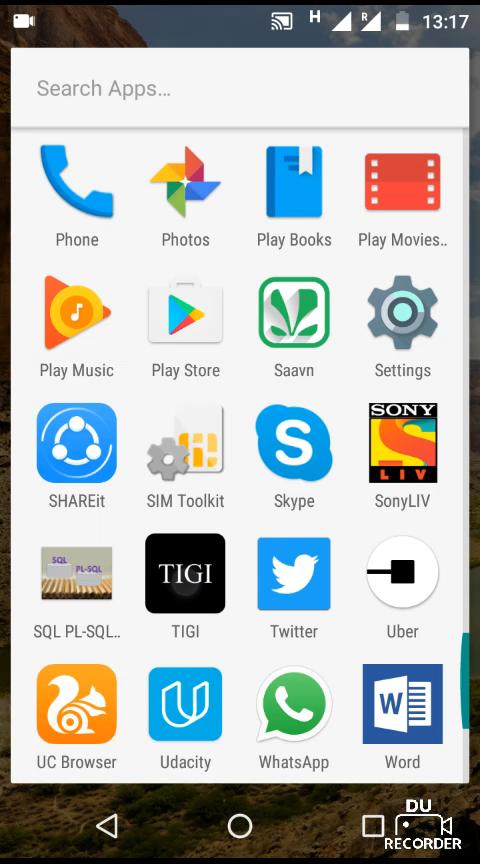 H R 13:17
Search Apps...
Phone Photos Play Books Play Movies..
Play Music Play Store Saavn Settings
SONY
LIV
SHAREit SIM Toolkit Skype SonyLIV
SQL
PL-SQL
TIGI
SQL PL-SQL.. TIGI Twitter Uber
W
UC Browser Udacity WhatsApp Word
DU
RECORDER